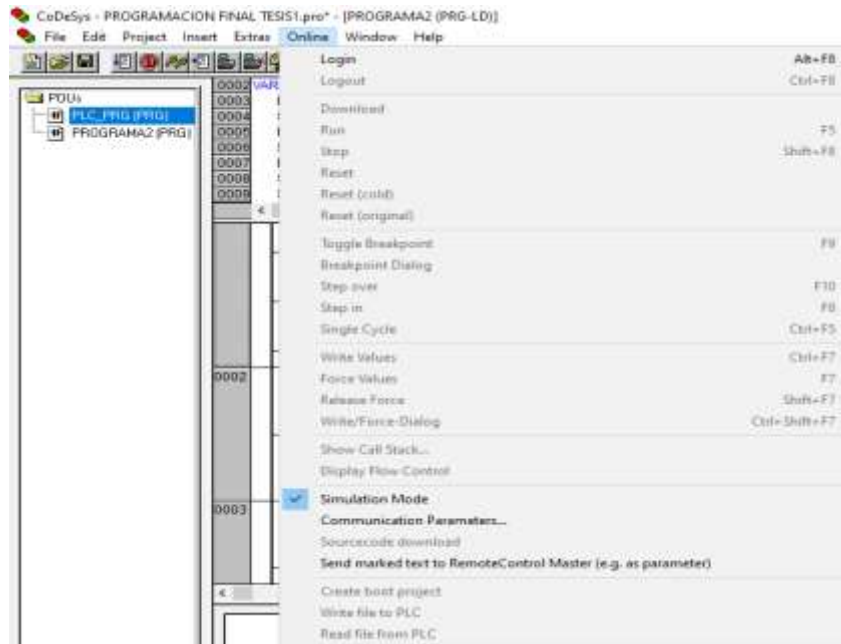 CoDeSys - PROGRAMACION FINAL TESIS1.pro* - [PROGRAMA2 (PRG-LD)]
File Edit Project Insert Extras Online Window Help
POUs
PLC_PRG (PRG)
PROGRAMA2 (PRG)
0002 VAR
0003
0004
0005
0006
0007
0008
0009
0002
0003
Login Alt+F8
Logout Ctrl+F8
Download
Run F5
Stop Shift+F8
Reset
Reset (cold)
Reset (original)
Toggle Breakpoint F9
Breakpoint Dialog
Step over F10
Step in F8
Single Cycle Ctrl+F5
Write Values Ctrl+F7
Force Values F7
Release Force Shift+F7
Write/Force-Dialog Ctrl+Shift+F7
Show Call Stack...
Display Flow Control
Simulation Mode
Communication Parameters...
Sourcecode download
Send marked text to RemoteControl Master (e.g. as parameter)
Create boot project
Write file to PLC
Read file from PLC